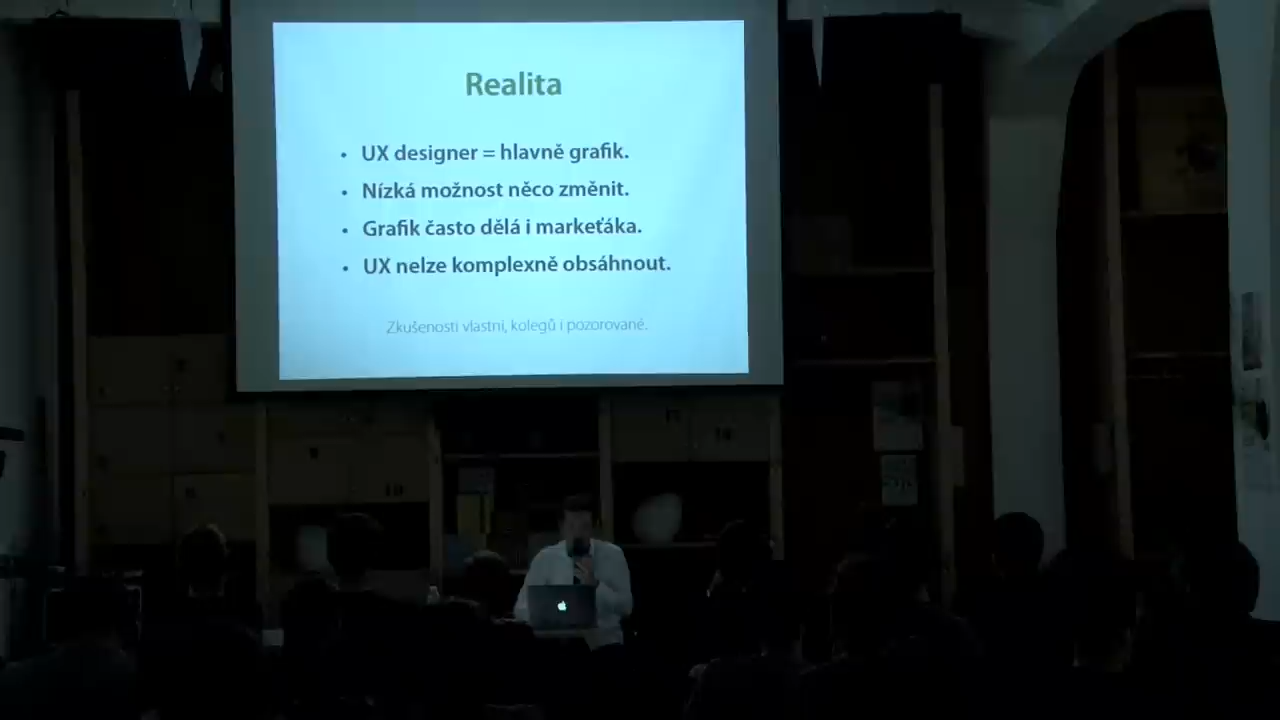 Realita
• UX designer = hlavně grafik.
• Nízká možnost něco změnit.
• Grafik často dělá i markeťáka.
• UX nelze komplexně obsáhnout.
Zkušenosti vlastní, kolegů i pozorované.